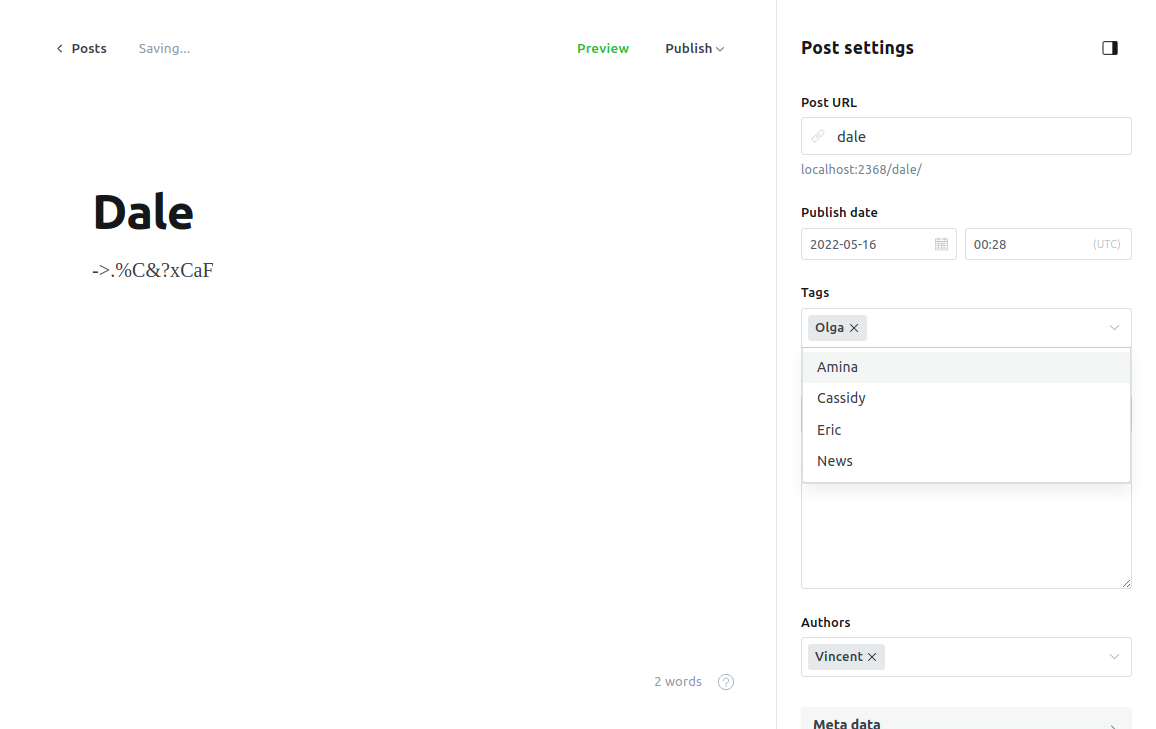 Posts Saving... Preview Publish
Dale
->.%C&?xCaF
2 words
Post settings
Post URL
dale
localhost:2368/dale/
Publish date
2022-05-16 00:28 (UTC)
Tags
Olga
Amina
Cassidy
Eric
News
Authors
Vincent
Meta data